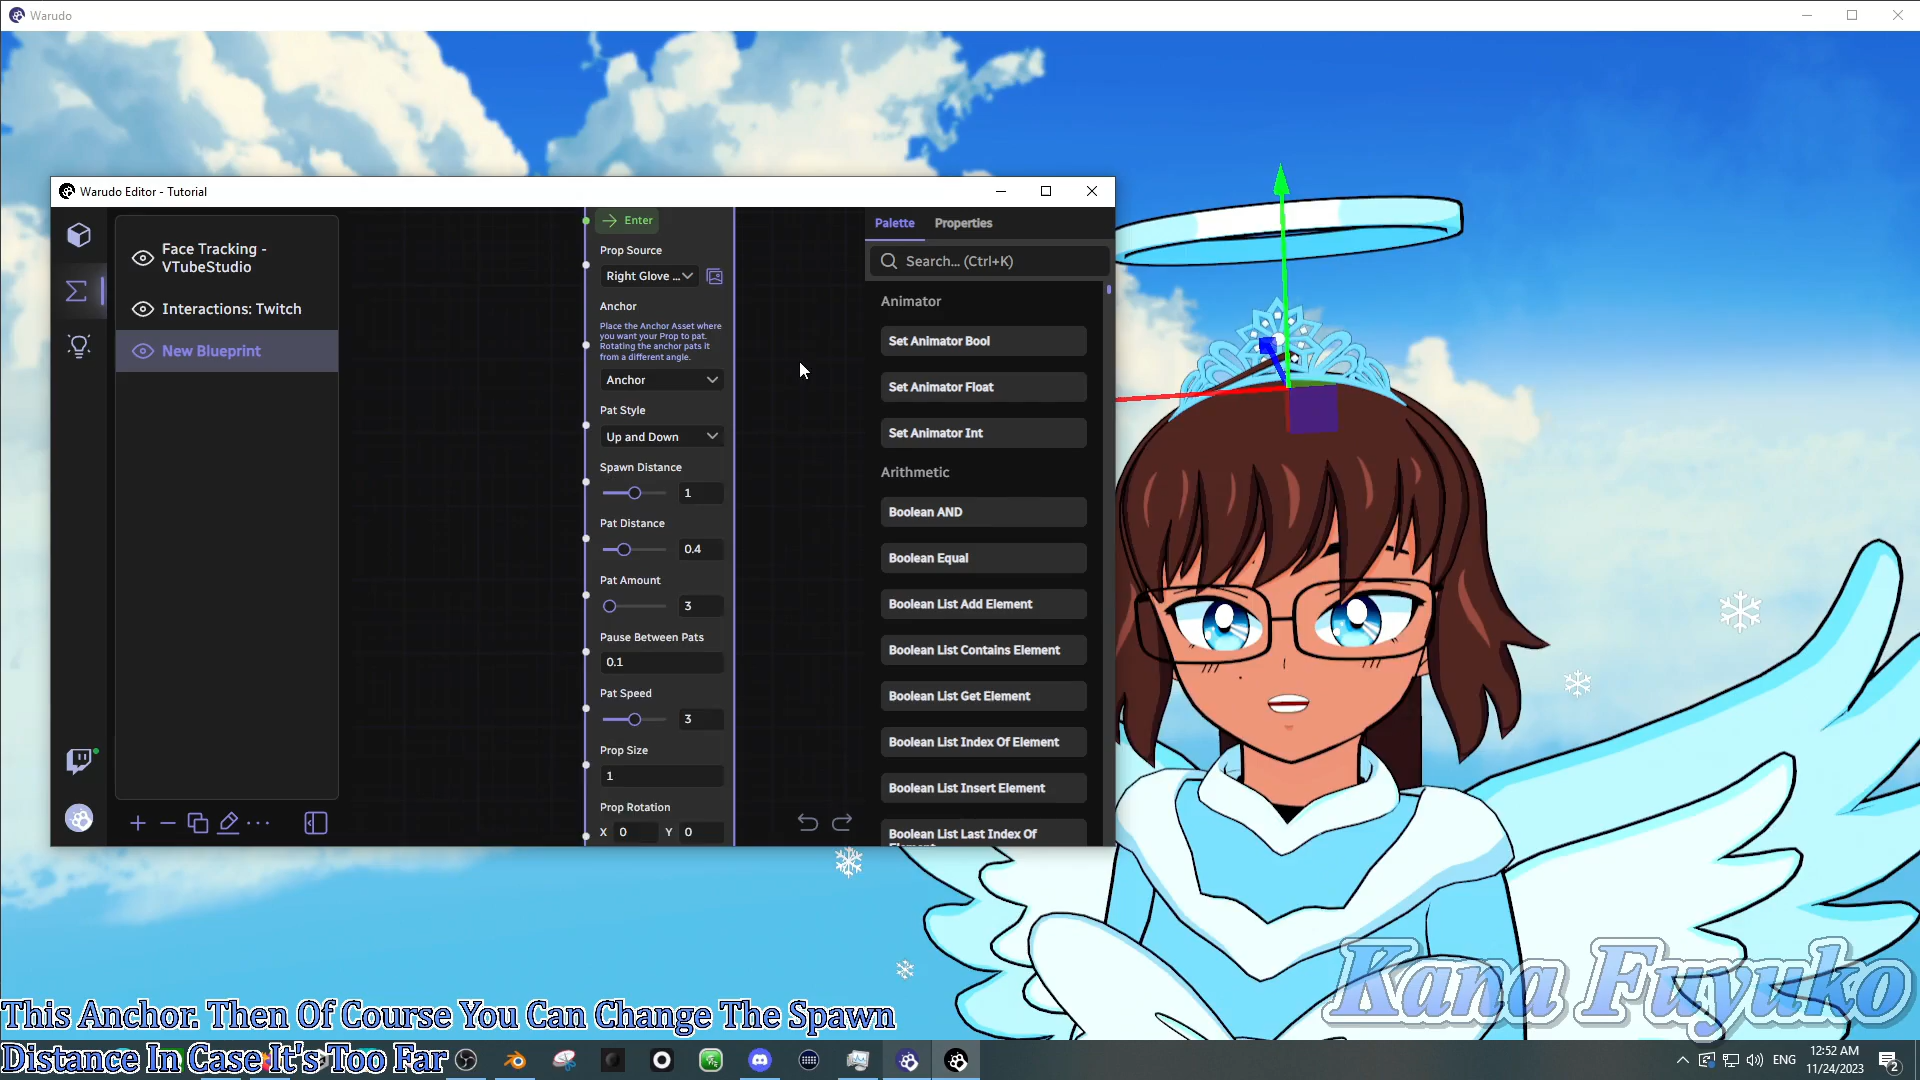 Warudo
Warudo Editor - Tutorial
Face Tracking -
VTubeStudio
Interactions: Twitch
New Blueprint
Enter
Prop Source
Right Glove ...
Anchor
Place the Anchor Asset where
you want your Prop to pat.
Rotating the anchor pats it
from a different angle.
Anchor
Pat Style
Up and Down
Spawn Distance
1
Pat Distance
0.4
Pat Amount
3
Pause Between Pats
0.1
Pat Speed
3
Prop Size
1
Prop Rotation
X 0 Y 0
Palette Properties
Search... (Ctrl+K)
Animator
Set Animator Bool
Set Animator Float
Set Animator Int
Arithmetic
Boolean AND
Boolean Equal
Boolean List Add Element
Boolean List Contains Element
Boolean List Get Element
Boolean List Index Of Element
Boolean List Insert Element
Boolean List Last Index Of
Element
Kana Fuyuko
This Anchor. Then Of Course You Can Change The Spawn
Distance In Case It's Too Far
ENG
12:52 AM
11/24/2023
2